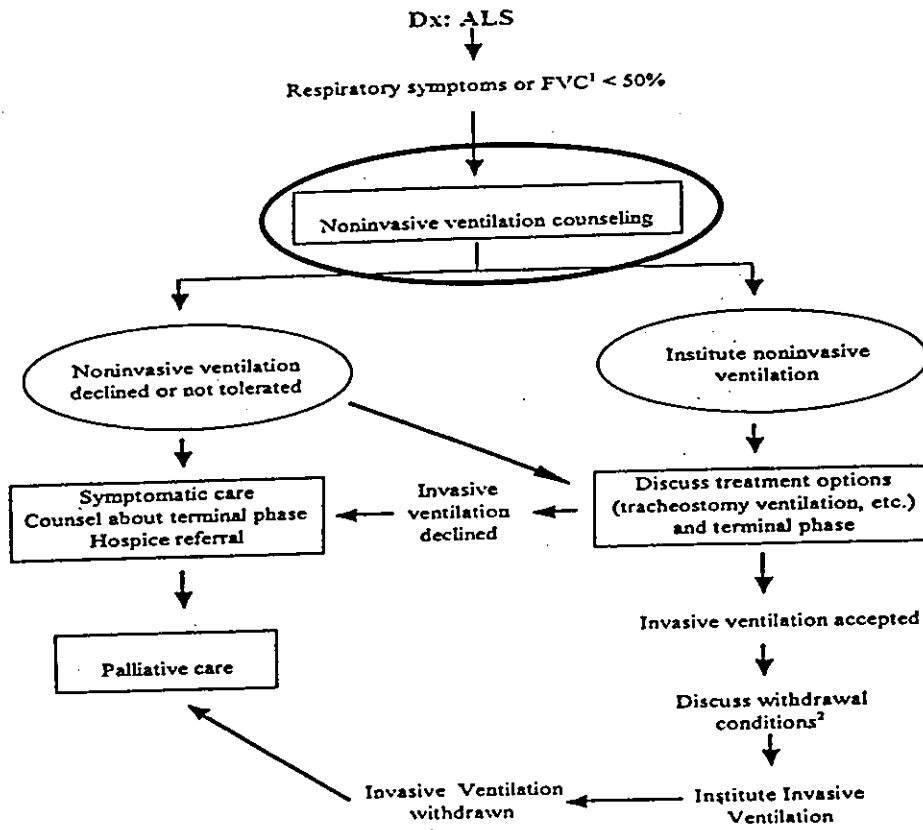 Dx: ALS
Respiratory symptoms or FVC¹ < 50%
Noninvasive ventilation counseling
Noninvasive ventilation
declined or not tolerated
Institute noninvasive
ventilation
Symptomatic care
Counsel about terminal phase
Hospice referral
Invasive
ventilation
declined
Discuss treatment options
(tracheostomy ventilation, etc.)
and terminal phase
Invasive ventilation accepted
Palliative care
Discuss withdrawal
conditions²
Invasive Ventilation
withdrawn
Institute Invasive
Ventilation